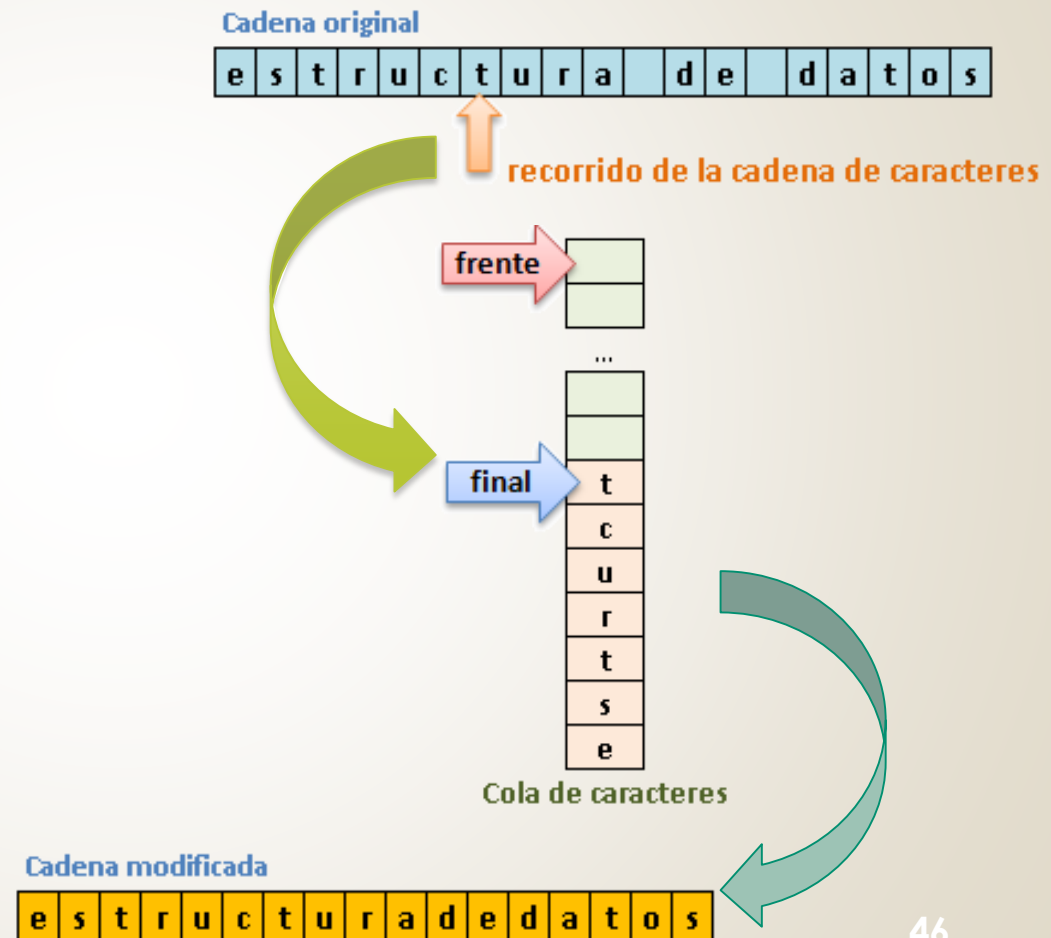 Cadena original
e s t r u c t u r a   d e   d a t o s
recorrido de la cadena de caracteres
frente
...
final
t
c
u
r
t
s
e
Cola de caracteres
Cadena modificada
e s t r u c t u r a d e d a t o s
46